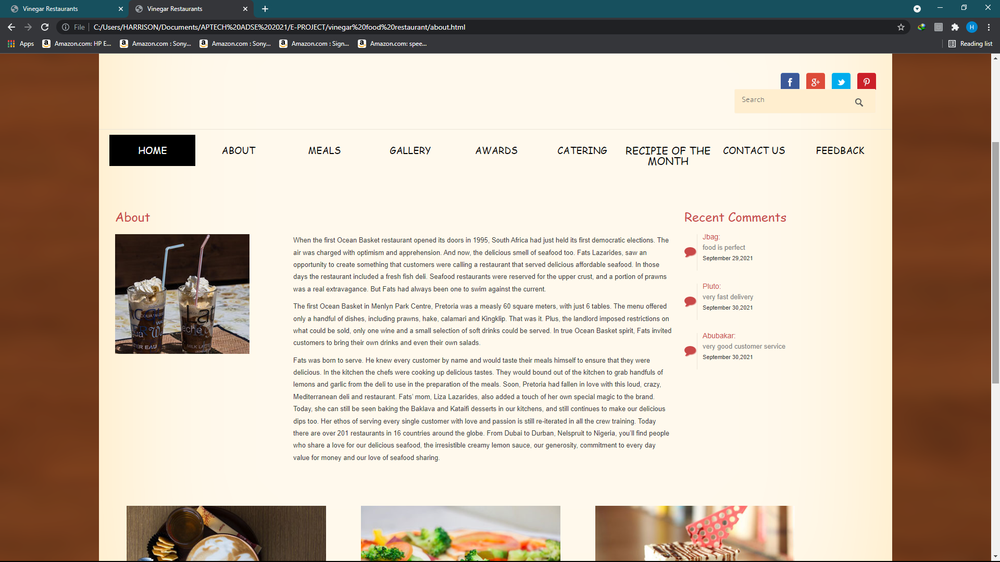 Vinegar Restaurants
Vinegar Restaurants
File | C:/Users/HARRISON/Documents/APTECH%20ADSE%202021/E-PROJECT/vinegar%20food%20restaurant/about.html
H
Apps
Amazon.com: HP E...
Amazon.com : Sony...
Amazon.com : Sony...
Amazon.com : Sign...
Amazon.com: spee...
Reading list
Search
HOME
ABOUT
MEALS
GALLERY
AWARDS
CATERING
RECIPIE OF THE
MONTH
CONTACT US
FEEDBACK
About
When the first Ocean Basket restaurant opened its doors in 1995, South Africa had just held its first democratic elections. The
air was charged with optimism and apprehension. And now, the delicious smell of seafood too. Fats Lazarides, saw an
opportunity to create something that customers were calling a restaurant that served delicious affordable seafood. In those
days the restaurant included a fresh fish deli. Seafood restaurants were reserved for the upper crust, and a portion of prawns
was a real extravagance. But Fats had always been one to swim against the current.
The first Ocean Basket in Menlyn Park Centre, Pretoria was a measly 60 square meters, with just 6 tables. The menu offered
only a handful of dishes, including prawns, hake, calamari and Kingklip. That was it. Plus, the landlord imposed restrictions on
what could be sold, only one wine and a small selection of soft drinks could be served. In true Ocean Basket spirit, Fats invited
customers to bring their own drinks and even their own salads.
Fats was born to serve. He knew every customer by name and would taste their meals himself to ensure that they were
delicious. In the kitchen the chefs were cooking up delicious tastes. They would bound out of the kitchen to grab handfuls of
lemons and garlic from the deli to use in the preparation of the meals. Soon, Pretoria had fallen in love with this loud, crazy,
Mediterranean deli and restaurant. Fats’ mom, Liza Lazarides, also added a touch of her own special magic to the brand.
Today, she can still be seen baking the Baklava and Kataifi desserts in our kitchens, and still continues to make our delicious
dips too. Her ethos of serving every single customer with love and passion is still re-iterated in all the crew training. Today
there are over 201 restaurants in 16 countries around the globe. From Dubai to Durban, Nelspruit to Nigeria, you’ll find people
who share a love for our delicious seafood, the irresistible creamy lemon sauce, our generosity, commitment to every day
value for money and our love of seafood sharing.
Recent Comments
Jbag:
food is perfect
September 29,2021
Pluto:
very fast delivery
September 30,2021
Abubakar:
very good customer service
September 30,2021